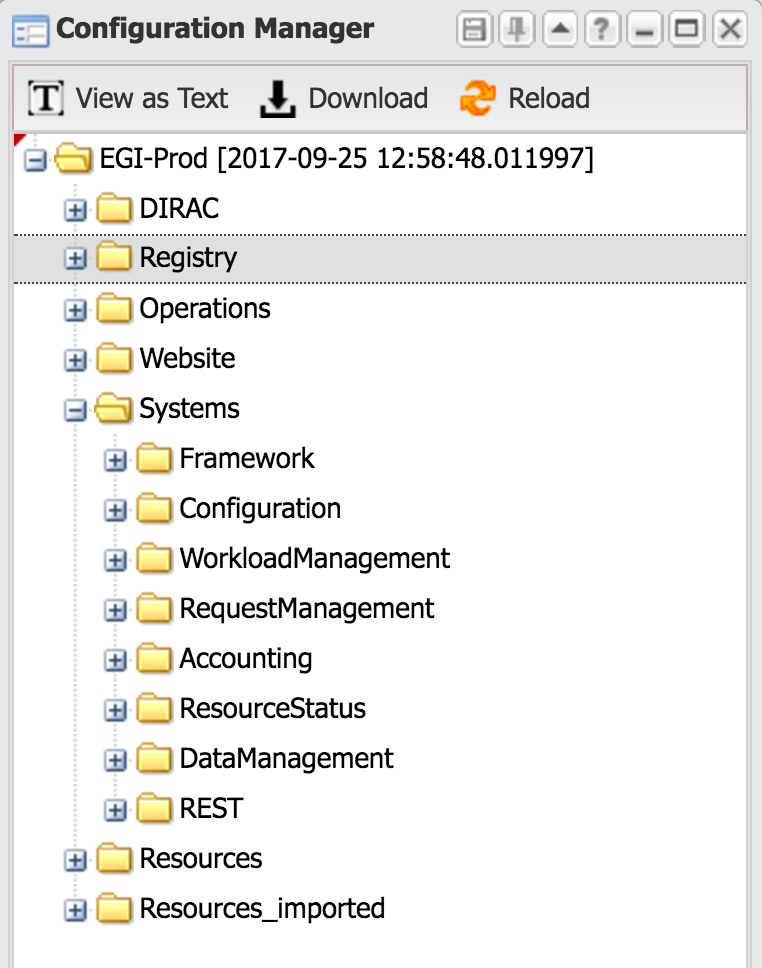 Configuration Manager
View as Text Download Reload
EGI-Prod [2017-09-25 12:58:48.011997]
DIRAC
Registry
Operations
Website
Systems
Framework
Configuration
WorkloadManagement
RequestManagement
Accounting
ResourceStatus
DataManagement
REST
Resources
Resources_imported